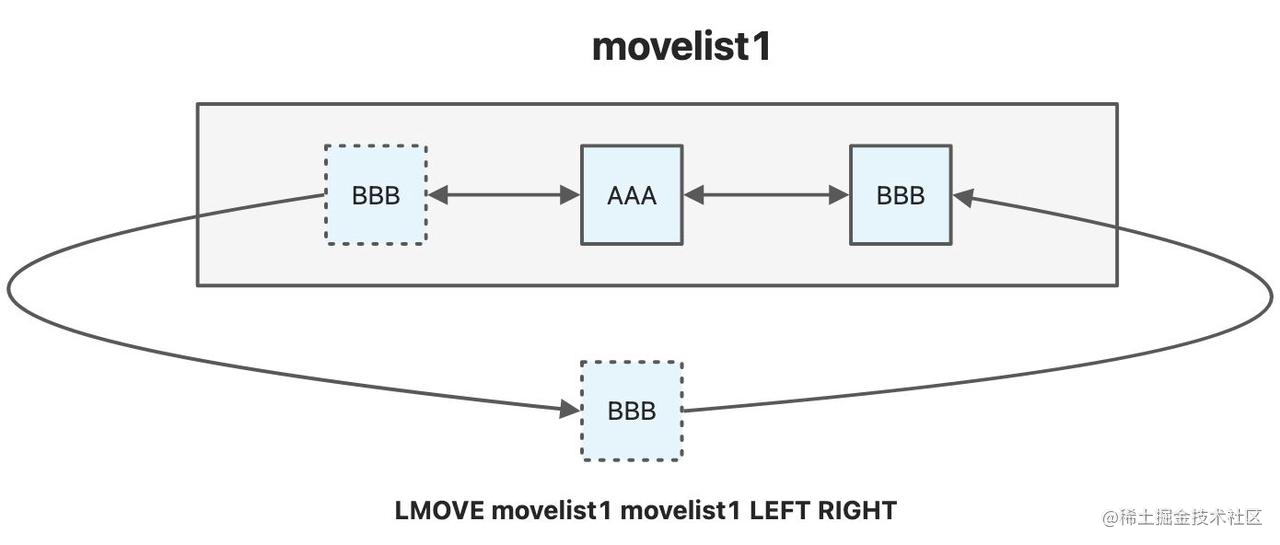 movelist1
BBB AAA BBB
BBB
LMOVE movelist1 movelist1 LEFT RIGHT
@稀土掘金技术社区